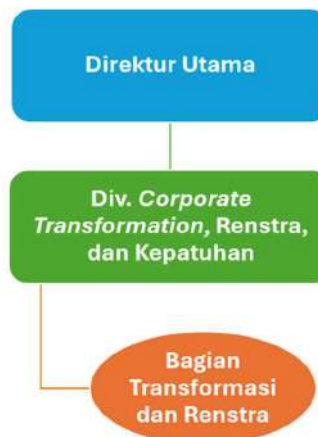 Direktur Utama
Div. Corporate
Transformation, Renstra,
dan Kepatuhan
Bagian
Transformasi
dan Renstra